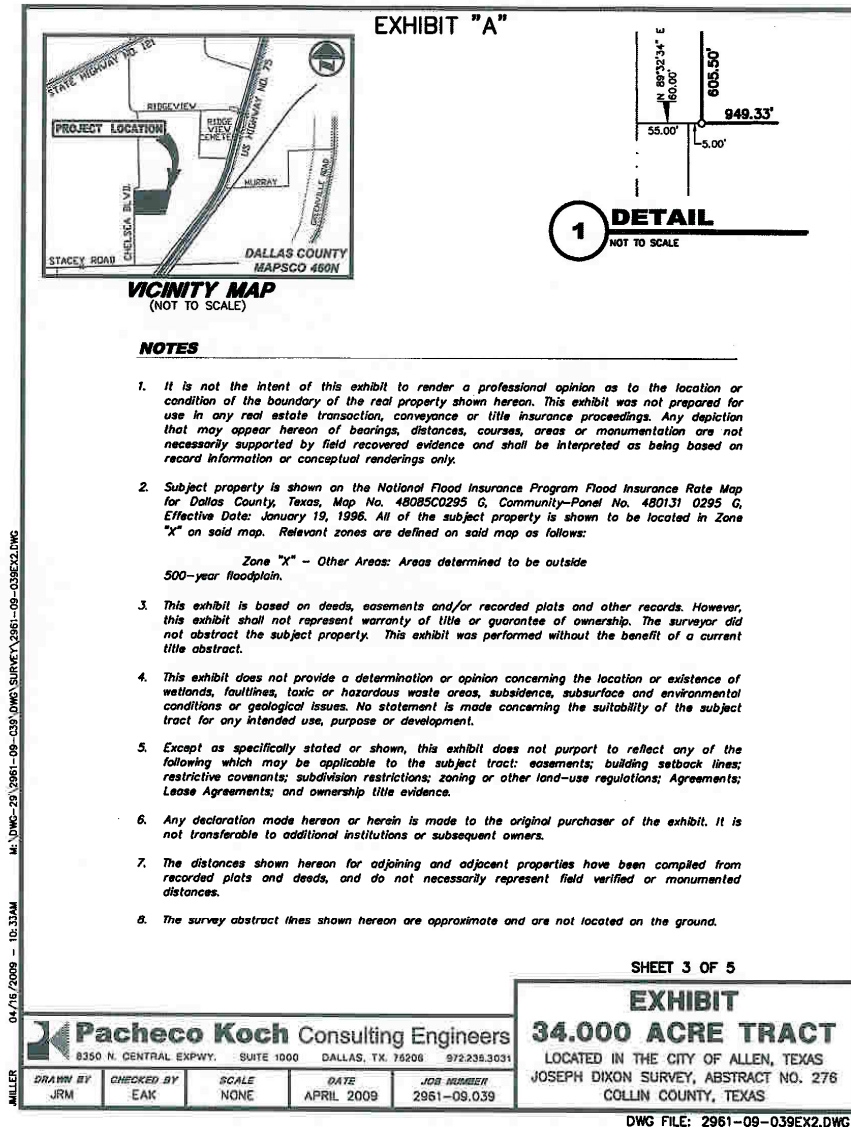 EXHIBIT "A"
STATE HIGHWAY NO. 121
US HIGHWAY NO. 75
RIDGEVIEW
RIDGE
VIEW
CEMETERY
PROJECT LOCATION
MURRAY
GREENVILLE ROAD
CHELSEA BLVD.
STACEY ROAD
DALLAS COUNTY
MAPSCO 460N
VICINITY MAP
(NOT TO SCALE)
N 89°32'34" E
60.00'
605.50'
949.33'
55.00'
5.00'
1
DETAIL
NOT TO SCALE
NOTES
1. It is not the intent of this exhibit to render a professional opinion as to the location or
condition of the boundary of the real property shown hereon. This exhibit was not prepared for
use in any real estate transaction, conveyance or title insurance proceedings. Any depiction
that may appear hereon of bearings, distances, courses, areas or monumentation are not
necessarily supported by field recovered evidence and shall be interpreted as being based on
record information or conceptual renderings only.
2. Subject property is shown on the National Flood Insurance Program Flood Insurance Rate Map
for Dallas County, Texas, Map No. 48085C0295 G, Community-Panel No. 480131 0295 G,
Effective Date: January 19, 1996. All of the subject property is shown to be located in Zone
"X" on said map. Relevant zones are defined on said map as follows:
Zone "X" - Other Areas: Areas determined to be outside
500-year floodplain.
3. This exhibit is based on deeds, easements and/or recorded plats and other records. However,
this exhibit shall not represent warranty of title or guarantee of ownership. The surveyor did
not abstract the subject property. This exhibit was performed without the benefit of a current
title abstract.
4. This exhibit does not provide a determination or opinion concerning the location or existence of
wetlands, faultlines, toxic or hazardous waste areas, subsidence, subsurface and environmental
conditions or geological issues. No statement is made concerning the suitability of the subject
tract for any intended use, purpose or development.
5. Except as specifically stated or shown, this exhibit does not purport to reflect any of the
following which may be applicable to the subject tract: easements; building setback lines;
restrictive covenants; subdivision restrictions; zoning or other land-use regulations; Agreements;
Lease Agreements; and ownership title evidence.
6. Any declaration made hereon or herein is made to the original purchaser of the exhibit. It is
not transferable to additional institutions or subsequent owners.
7. The distances shown hereon for adjoining and adjacent properties have been compiled from
recorded plats and deeds, and do not necessarily represent field verified or monumented
distances.
8. The survey abstract lines shown hereon are approximate and are not located on the ground.
JMILLER 04/16/2009 - 10:33AM M:\DWG-29\2961-09-039\DWG\SURVEY\2961-09-039EX2.DWG
SHEET 3 OF 5
Pacheco Koch Consulting Engineers
8350 N. CENTRAL EXPWY. SUITE 1000 DALLAS, TX. 75206 972.235.3031
DRAWN BY CHECKED BY SCALE DATE JOB NUMBER
JRM EAK NONE APRIL 2009 2961-09.039
EXHIBIT
34.000 ACRE TRACT
LOCATED IN THE CITY OF ALLEN, TEXAS
JOSEPH DIXON SURVEY, ABSTRACT NO. 276
COLLIN COUNTY, TEXAS
DWG FILE: 2961-09-039EX2.DWG